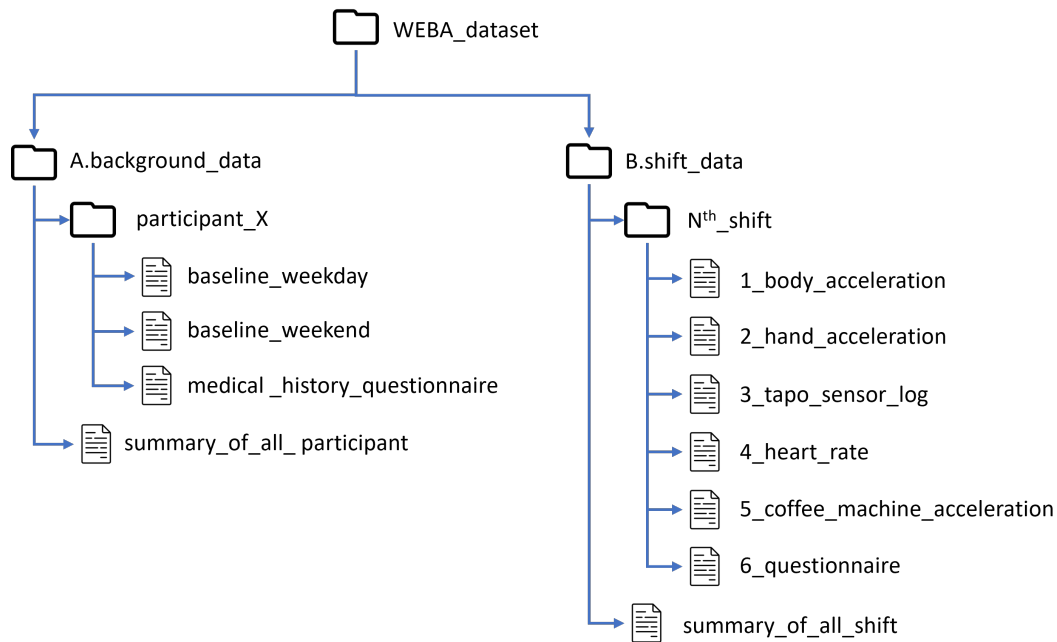 WEBA_dataset
A.background_data
participant_X
baseline_weekday
baseline_weekend
medical _history_questionnaire
summary_of_all_ participant
B.shift_data
Nth_shift
1_body_acceleration
2_hand_acceleration
3_tapo_sensor_log
4_heart_rate
5_coffee_machine_acceleration
6_questionnaire
summary_of_all_shift